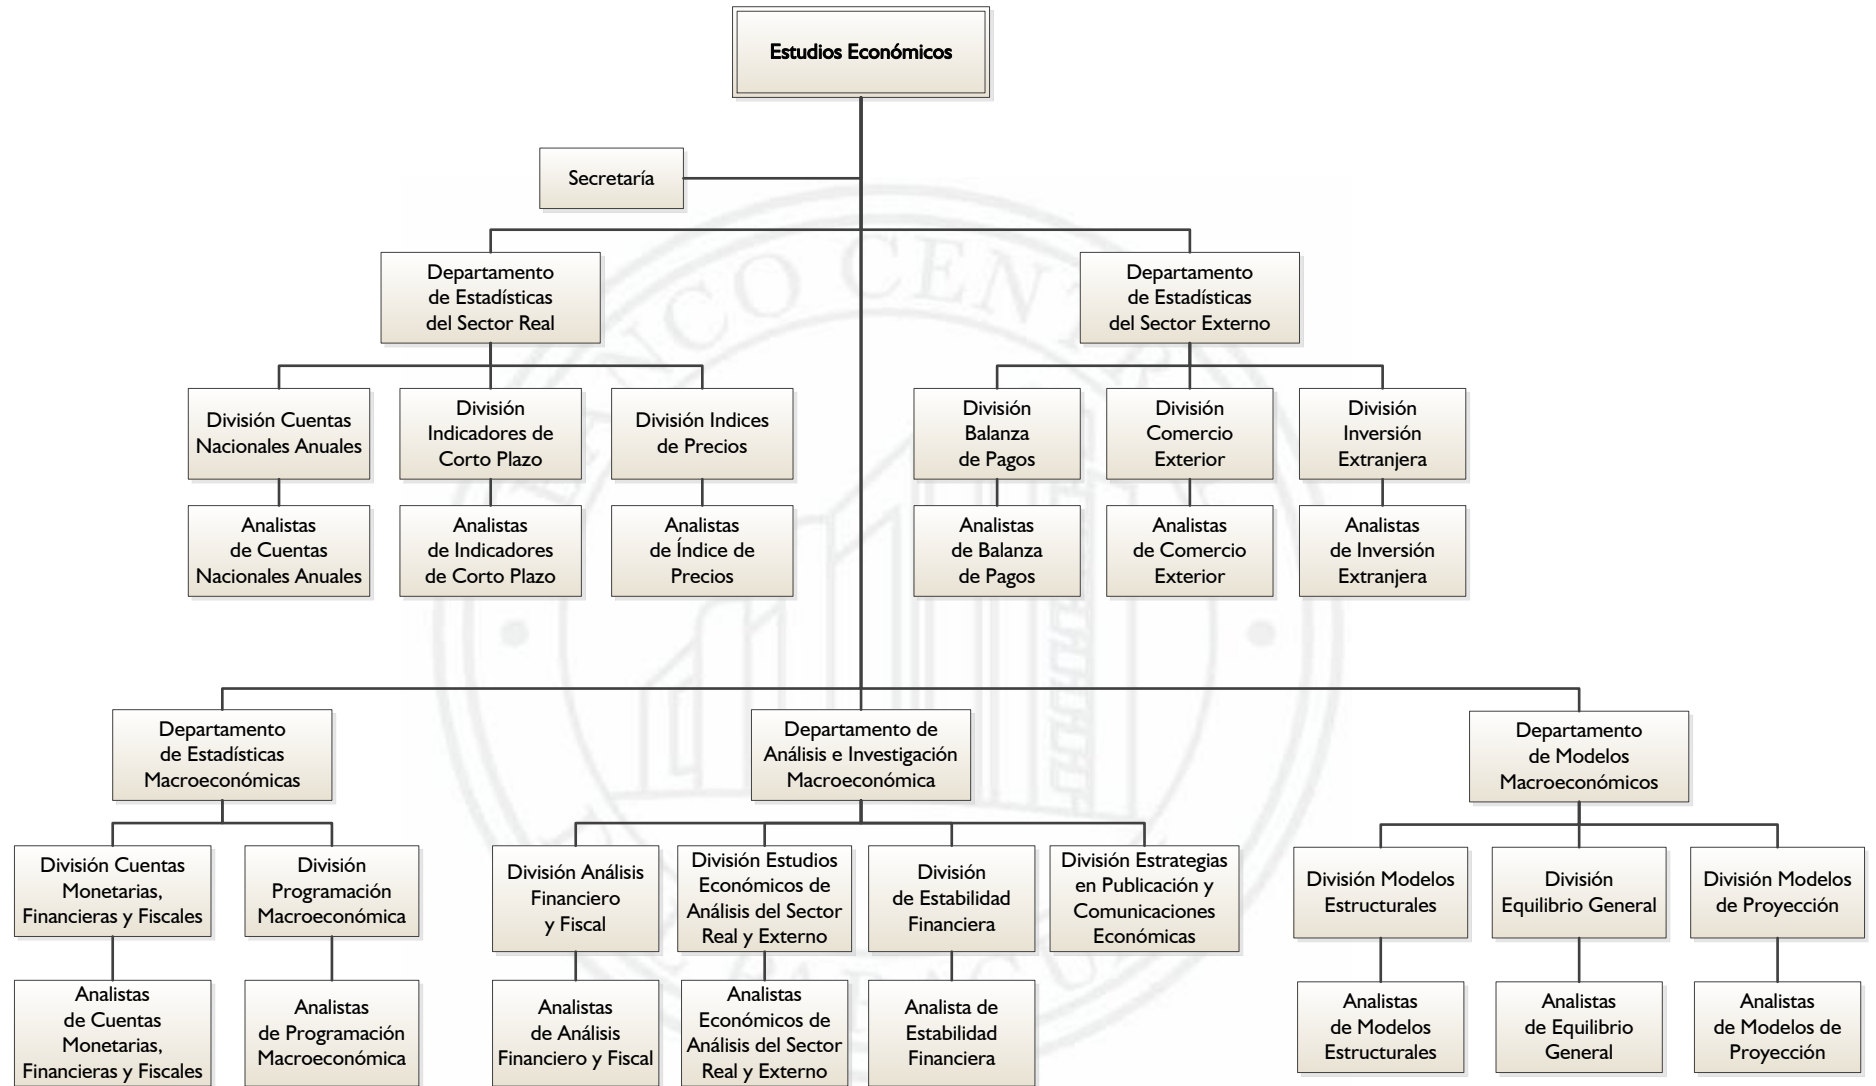 Estudios Económicos
Secretaría
Departamento
de Estadísticas
del Sector Real
Departamento
de Estadísticas
del Sector Externo
División Cuentas
Nacionales Anuales
División
Indicadores de
Corto Plazo
División Indices
de Precios
División
Balanza
de Pagos
División
Comercio
Exterior
División
Inversión
Extranjera
Analistas
de Cuentas
Nacionales Anuales
Analistas
de Indicadores
de Corto Plazo
Analistas
de Índice de
Precios
Analistas
de Balanza
de Pagos
Analistas
de Comercio
Exterior
Analistas
de Inversión
Extranjera
Departamento
de Estadísticas
Macroeconómicas
Departamento de
Análisis e Investigación
Macroeconómica
Departamento
de Modelos
Macroeconómicos
División Cuentas
Monetarias,
Financieras y Fiscales
División
Programación
Macroeconómica
División Análisis
Financiero
y Fiscal
División Estudios
Económicos de
Análisis del Sector
Real y Externo
División
de Estabilidad
Financiera
División Estrategias
en Publicación y
Comunicaciones
Económicas
División Modelos
Estructurales
División
Equilibrio General
División Modelos
de Proyección
Analistas
de Cuentas
Monetarias,
Financieras y Fiscales
Analistas
de Programación
Macroeconómica
Analistas
de Análisis
Financiero y Fiscal
Analistas
Económicos de
Análisis del Sector
Real y Externo
Analista de
Estabilidad
Financiera
Analistas
de Modelos
Estructurales
Analistas
de Equilibrio
General
Analistas
de Modelos de
Proyección